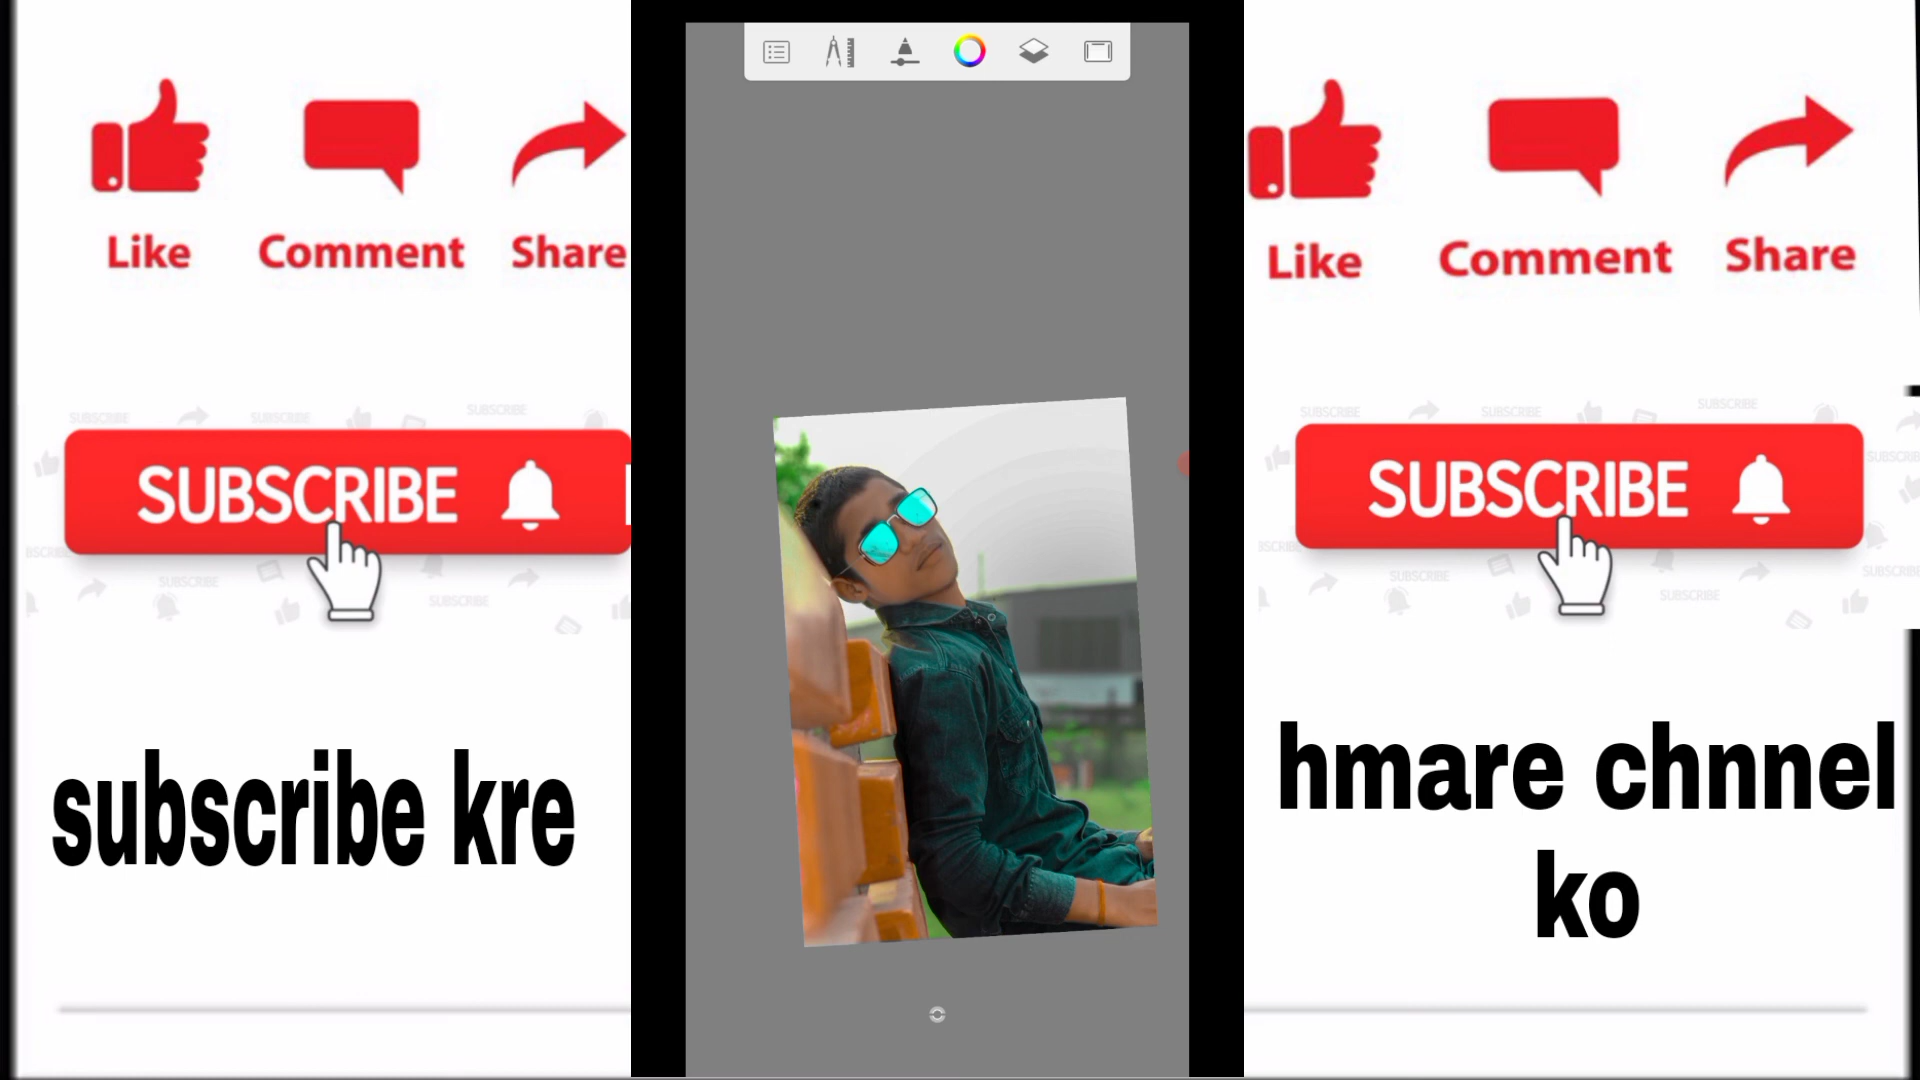 Like Comment Share
SUBSCRIBE
subscribe kre
Like Comment Share
SUBSCRIBE
hmare chnnel
ko